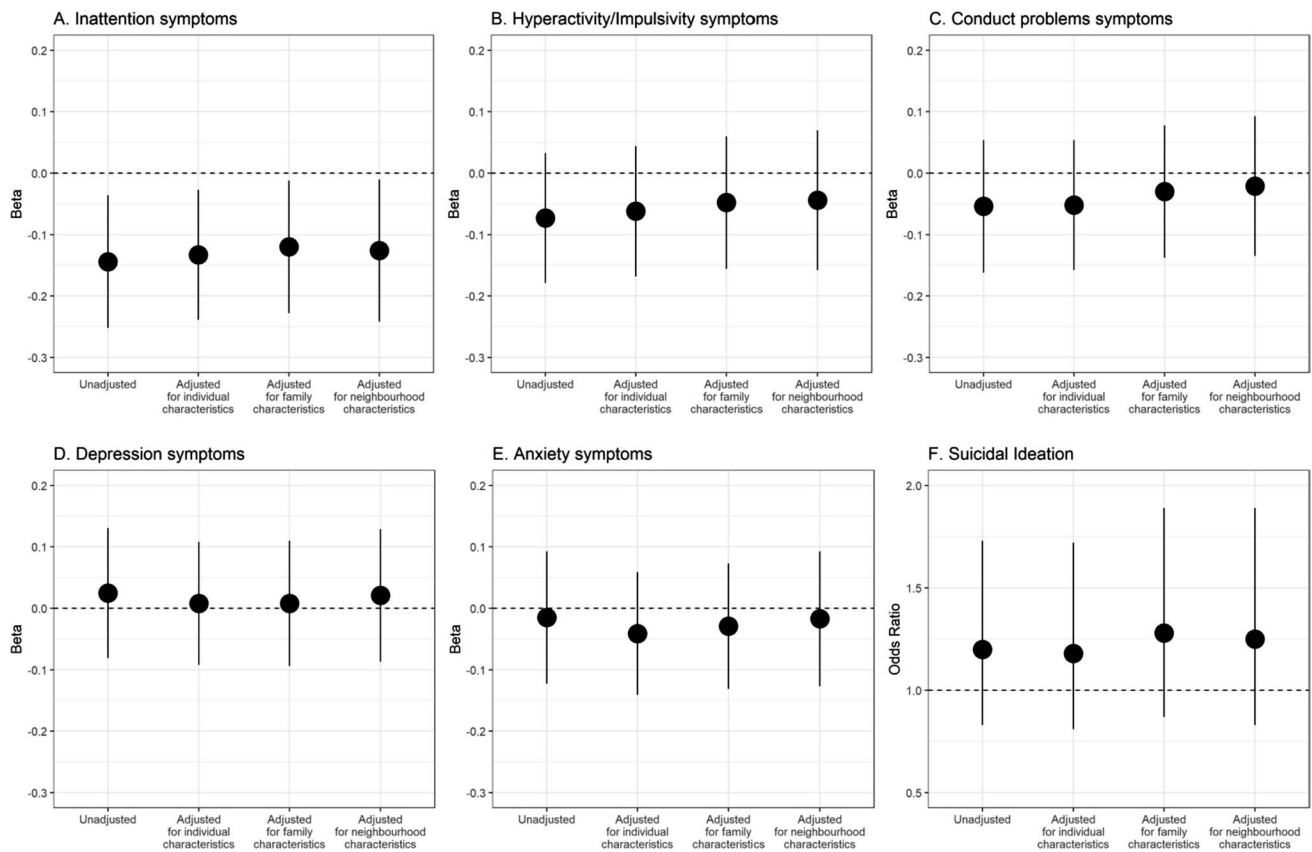 A. Inattention symptoms
0.2
0.1
0.0
-0.1
-0.2
-0.3
Beta
Unadjusted
Adjusted
for individual
characteristics
Adjusted
for family
characteristics
Adjusted
for neighbourhood
characteristics
B. Hyperactivity/Impulsivity symptoms
0.2
0.1
0.0
-0.1
-0.2
-0.3
Beta
Unadjusted
Adjusted
for individual
characteristics
Adjusted
for family
characteristics
Adjusted
for neighbourhood
characteristics
C. Conduct problems symptoms
0.2
0.1
0.0
-0.1
-0.2
-0.3
Beta
Unadjusted
Adjusted
for individual
characteristics
Adjusted
for family
characteristics
Adjusted
for neighbourhood
characteristics
D. Depression symptoms
0.2
0.1
0.0
-0.1
-0.2
-0.3
Beta
Unadjusted
Adjusted
for individual
characteristics
Adjusted
for family
characteristics
Adjusted
for neighbourhood
characteristics
E. Anxiety symptoms
0.2
0.1
0.0
-0.1
-0.2
-0.3
Beta
Unadjusted
Adjusted
for individual
characteristics
Adjusted
for family
characteristics
Adjusted
for neighbourhood
characteristics
F. Suicidal Ideation
2.0
1.5
1.0
0.5
Odds Ratio
Unadjusted
Adjusted
for individual
characteristics
Adjusted
for family
characteristics
Adjusted
for neighbourhood
characteristics